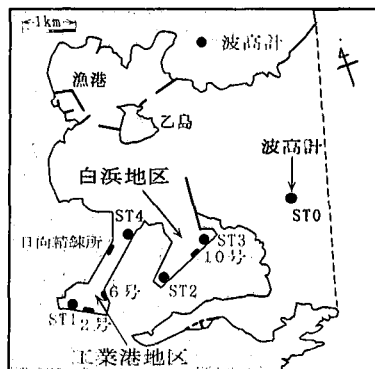 1km
波高計
漁港
乙島
波高計
白浜地区
ST0
ST4
日向精練所
ST3
10号
6号
ST2
ST1
2号
工業港地区